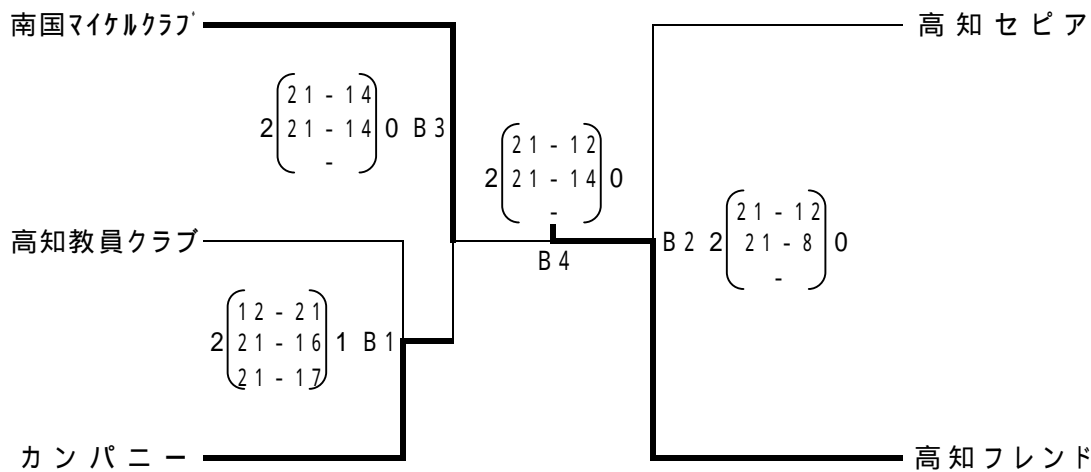 南国マイケルクラブ
高知セピア
21 - 14
2 21 - 14 0 B3
-
21 - 12
2 21 - 14 0
-
B4
高知教員クラブ
21 - 12
B2 2 21 - 8 0
-
12 - 21
2 21 - 16 1 B1
21 - 17
カンパニー
高知フレンド